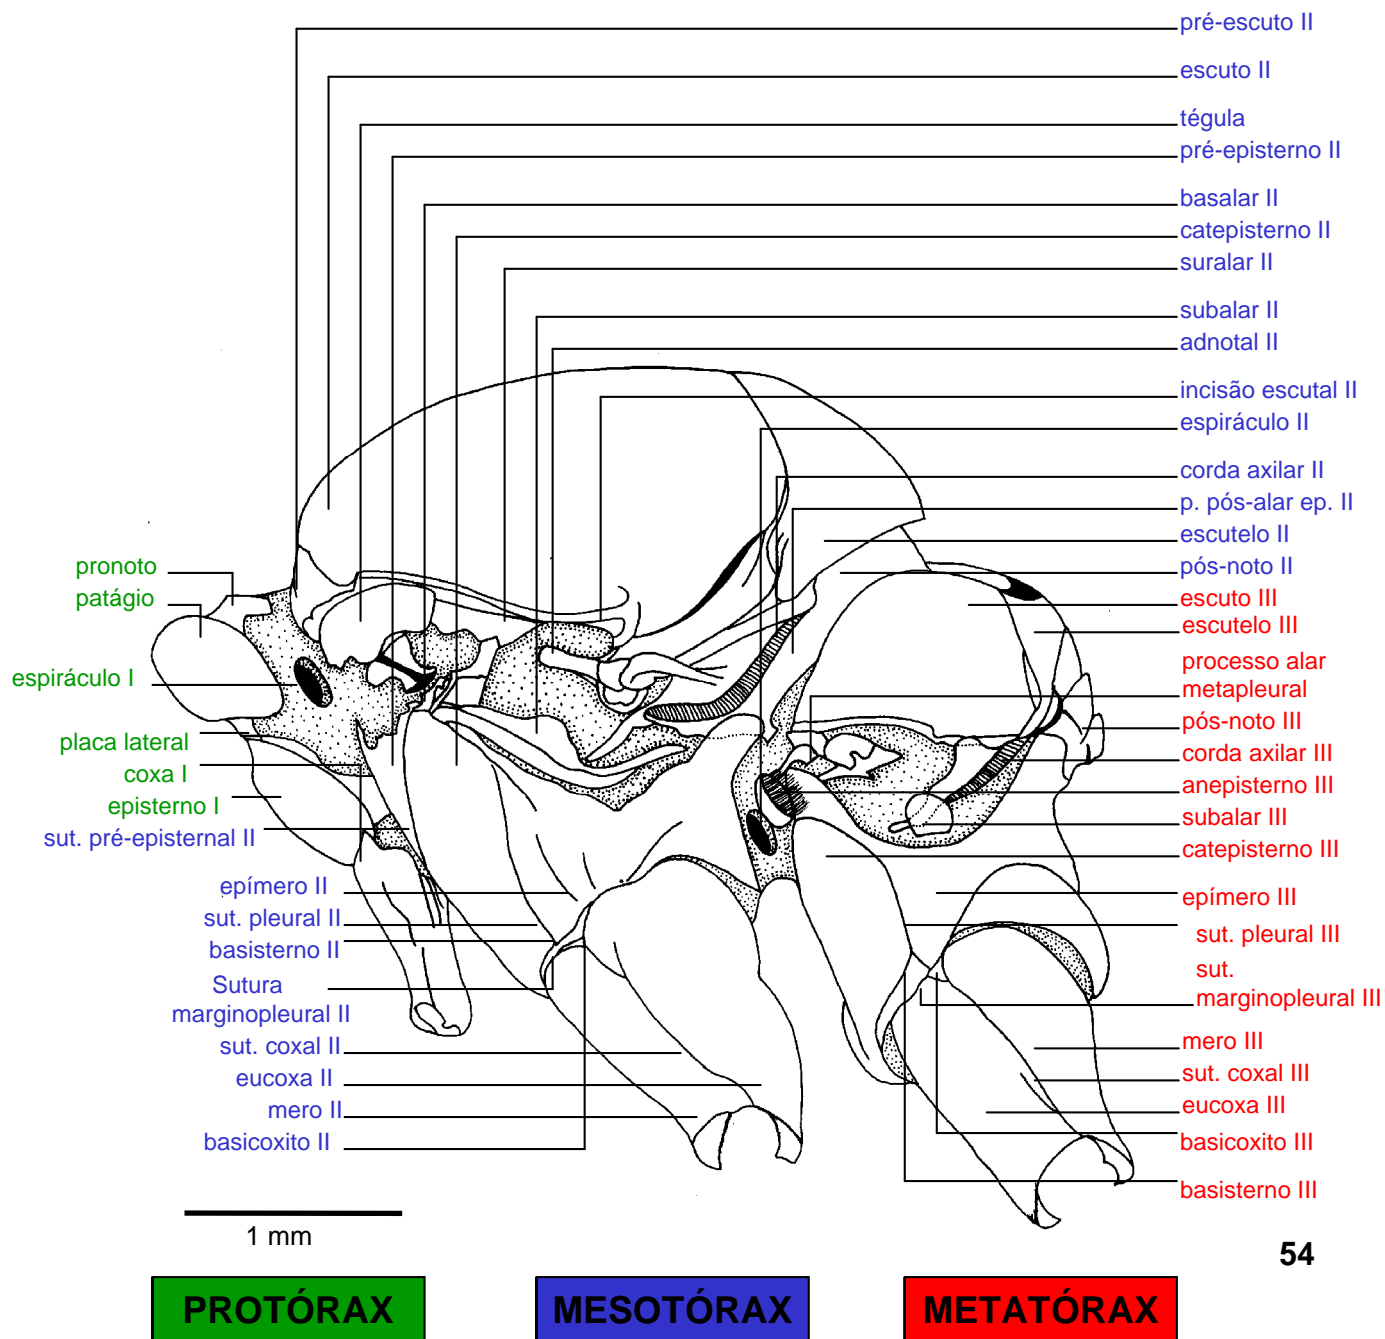 pré-escuto II
escuto II
tégula
pré-episterno II
basalar II
catepisterno II
suralar II
subalar II
adnotal II
incisão escutal II
espiráculo II
corda axilar II
p. pós-alar ep. II
escutelo II
pós-noto II
escuto III
escutelo III
processo alar
metapleural
pós-noto III
corda axilar III
anepisterno III
subalar III
catepisterno III
epímero III
sut. pleural III
sut.
marginopleural III
mero III
sut. coxal III
eucoxa III
basicoxito III
basisterno III
pronoto
patágio
espiráculo I
placa lateral
coxa I
episterno I
sut. pré-episternal II
epímero II
sut. pleural II
basisterno II
Sutura
marginopleural II
sut. coxal II
eucoxa II
mero II
basicoxito II
1 mm
54
PROTÓRAX
MESOTÓRAX
METATÓRAX